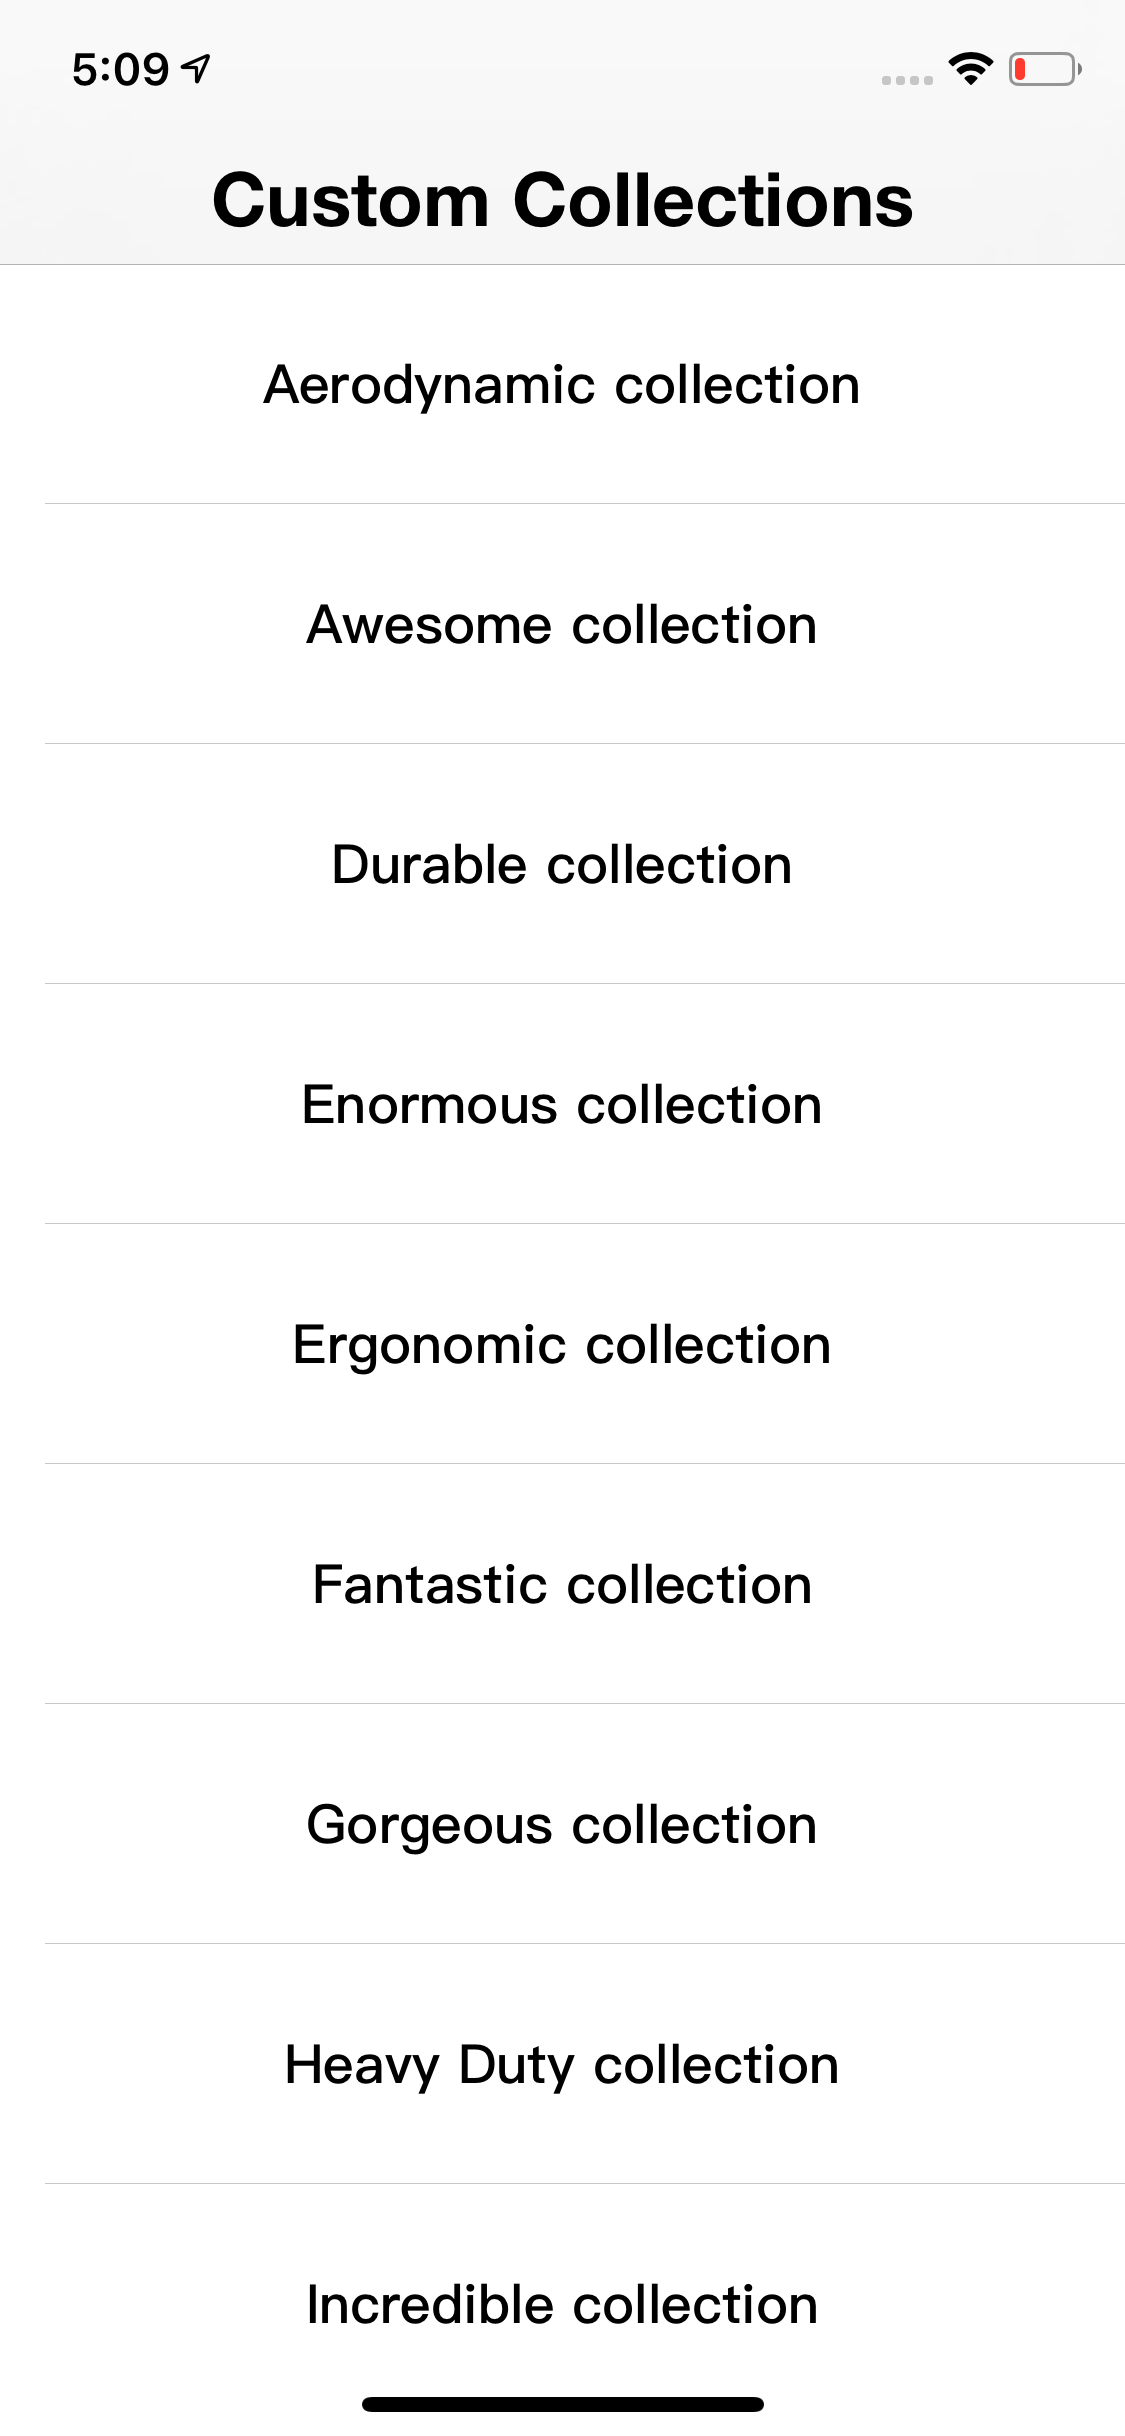 5:09
Custom Collections
Aerodynamic collection
Awesome collection
Durable collection
Enormous collection
Ergonomic collection
Fantastic collection
Gorgeous collection
Heavy Duty collection
Incredible collection